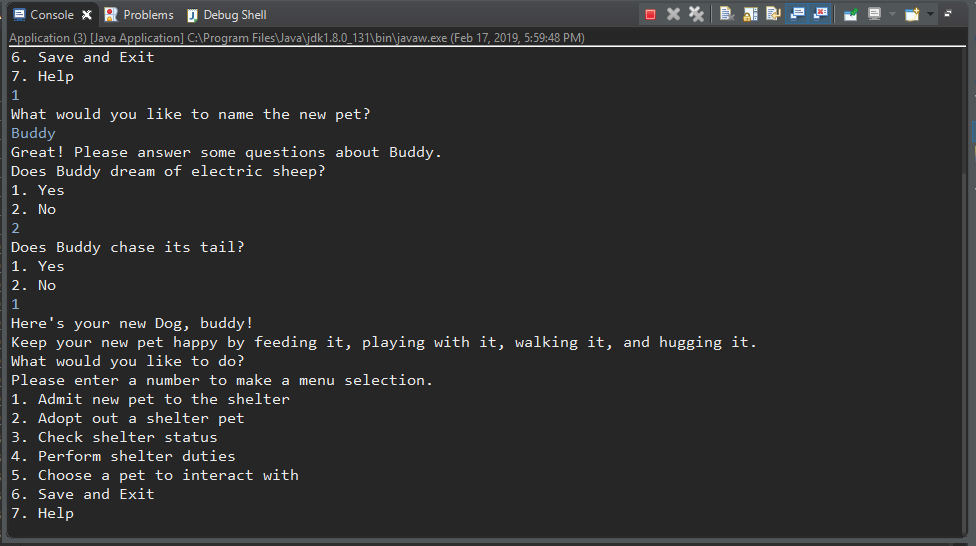 Console Problems Debug Shell
Application (3) [Java Application] C:\Program Files\Java\jdk1.8.0_131\bin\javaw.exe (Feb 17, 2019, 5:59:48 PM)
6. Save and Exit
7. Help
1
What would you like to name the new pet?
Buddy
Great! Please answer some questions about Buddy.
Does Buddy dream of electric sheep?
1. Yes
2. No
2
Does Buddy chase its tail?
1. Yes
2. No
1
Here's your new Dog, buddy!
Keep your new pet happy by feeding it, playing with it, walking it, and hugging it.
What would you like to do?
Please enter a number to make a menu selection.
1. Admit new pet to the shelter
2. Adopt out a shelter pet
3. Check shelter status
4. Perform shelter duties
5. Choose a pet to interact with
6. Save and Exit
7. Help